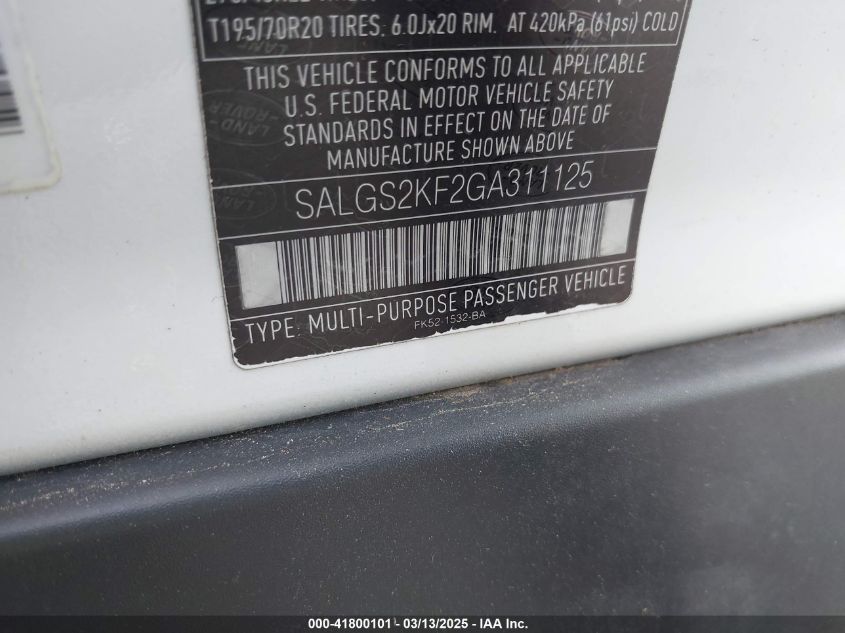 T195/70R20 TIRES. 6.0Jx20 RIM. AT 420kPa (61psi) COLD
THIS VEHICLE CONFORMS TO ALL APPLICABLE
U.S. FEDERAL MOTOR VEHICLE SAFETY
STANDARDS IN EFFECT ON THE DATE OF
MANUFACTURE SHOWN ABOVE
SALGS2KF2GA311125
TYPE: MULTI-PURPOSE PASSENGER VEHICLE
FK52-1532-BA
000-41800101 - 03/13/2025 - IAAI.com